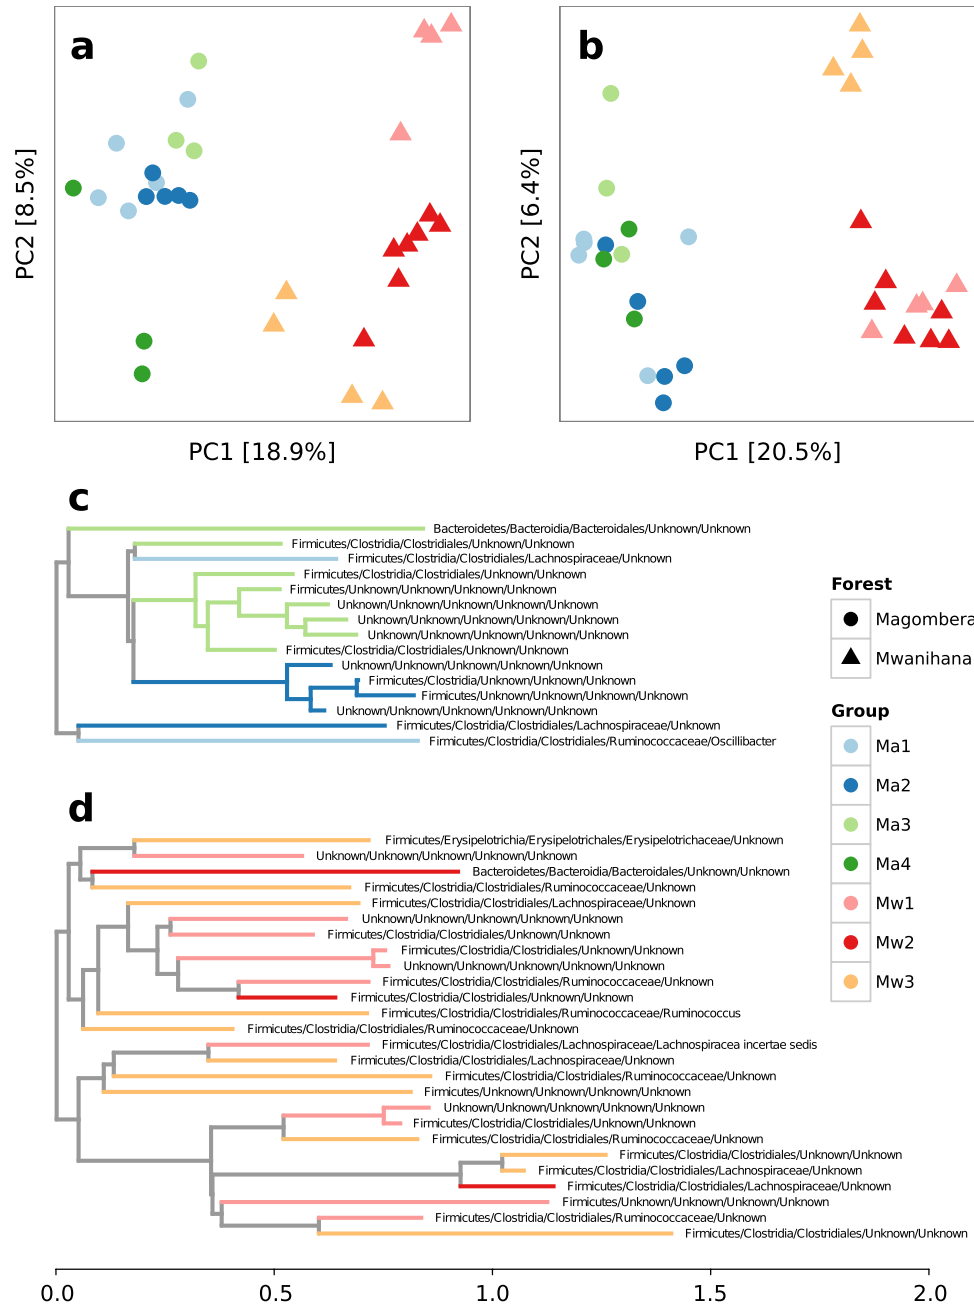 a
b
PC2 [8.5%]
PC1 [18.9%]
PC2 [6.4%]
PC1 [20.5%]
c
Bacteroidetes/Bacteroidia/Bacteroidales/Unknown/Unknown
Firmicutes/Clostridia/Clostridiales/Unknown/Unknown
Firmicutes/Clostridia/Clostridiales/Lachnospiraceae/Unknown
Firmicutes/Clostridia/Clostridiales/Unknown/Unknown
Firmicutes/Unknown/Unknown/Unknown/Unknown
Unknown/Unknown/Unknown/Unknown/Unknown
Unknown/Unknown/Unknown/Unknown/Unknown
Unknown/Unknown/Unknown/Unknown/Unknown
Firmicutes/Clostridia/Clostridiales/Unknown/Unknown
Unknown/Unknown/Unknown/Unknown/Unknown
Firmicutes/Clostridia/Unknown/Unknown/Unknown
Firmicutes/Unknown/Unknown/Unknown/Unknown
Unknown/Unknown/Unknown/Unknown/Unknown
Firmicutes/Clostridia/Clostridiales/Lachnospiraceae/Unknown
Firmicutes/Clostridia/Clostridiales/Ruminococcaceae/Oscillibacter
Forest
Magombera
Mwanihana
Group
Ma1
Ma2
Ma3
Ma4
Mw1
Mw2
Mw3
d
Firmicutes/Erysipelotrichia/Erysipelotrichales/Erysipelotrichaceae/Unknown
Unknown/Unknown/Unknown/Unknown/Unknown
Bacteroidetes/Bacteroidia/Bacteroidales/Unknown/Unknown
Firmicutes/Clostridia/Clostridiales/Ruminococcaceae/Unknown
Firmicutes/Clostridia/Clostridiales/Lachnospiraceae/Unknown
Unknown/Unknown/Unknown/Unknown/Unknown
Firmicutes/Clostridia/Clostridiales/Unknown/Unknown
Firmicutes/Clostridia/Clostridiales/Unknown/Unknown
Unknown/Unknown/Unknown/Unknown/Unknown
Firmicutes/Clostridia/Clostridiales/Ruminococcaceae/Unknown
Firmicutes/Clostridia/Clostridiales/Unknown/Unknown
Firmicutes/Clostridia/Clostridiales/Ruminococcaceae/Ruminococcus
Firmicutes/Clostridia/Clostridiales/Ruminococcaceae/Unknown
Firmicutes/Clostridia/Clostridiales/Lachnospiraceae/Lachnospiracea incertae sedis
Firmicutes/Clostridia/Clostridiales/Lachnospiraceae/Unknown
Firmicutes/Clostridia/Clostridiales/Ruminococcaceae/Unknown
Firmicutes/Unknown/Unknown/Unknown/Unknown
Unknown/Unknown/Unknown/Unknown/Unknown
Firmicutes/Clostridia/Clostridiales/Unknown/Unknown
Firmicutes/Clostridia/Clostridiales/Ruminococcaceae/Unknown
Firmicutes/Clostridia/Clostridiales/Unknown/Unknown
Firmicutes/Clostridia/Clostridiales/Lachnospiraceae/Unknown
Firmicutes/Clostridia/Clostridiales/Lachnospiraceae/Unknown
Firmicutes/Unknown/Unknown/Unknown/Unknown
Firmicutes/Clostridia/Clostridiales/Ruminococcaceae/Unknown
Firmicutes/Clostridia/Clostridiales/Unknown/Unknown
0.0 0.5 1.0 1.5 2.0